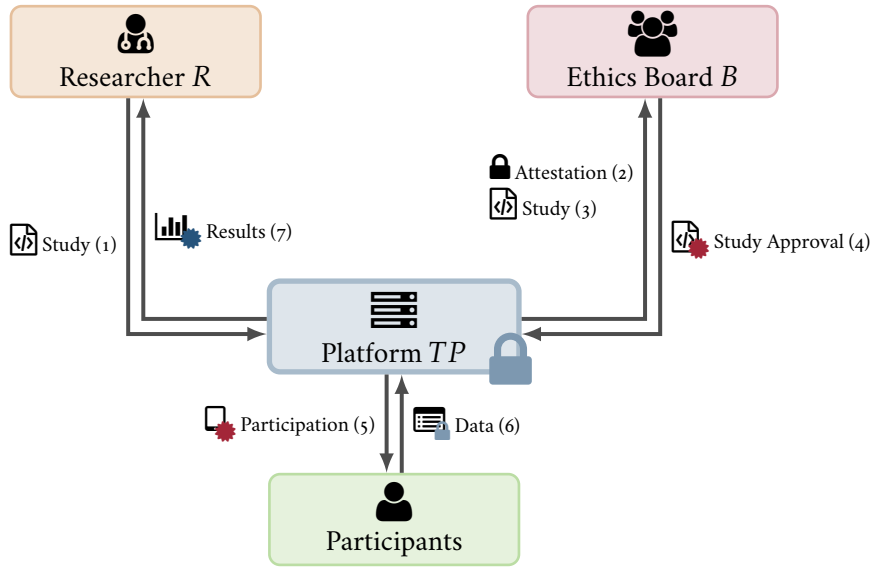 Researcher R
Ethics Board B
Attestation (2)
Study (3)
Study (1)
Results (7)
Study Approval (4)
Platform TP
Participation (5)
Data (6)
Participants